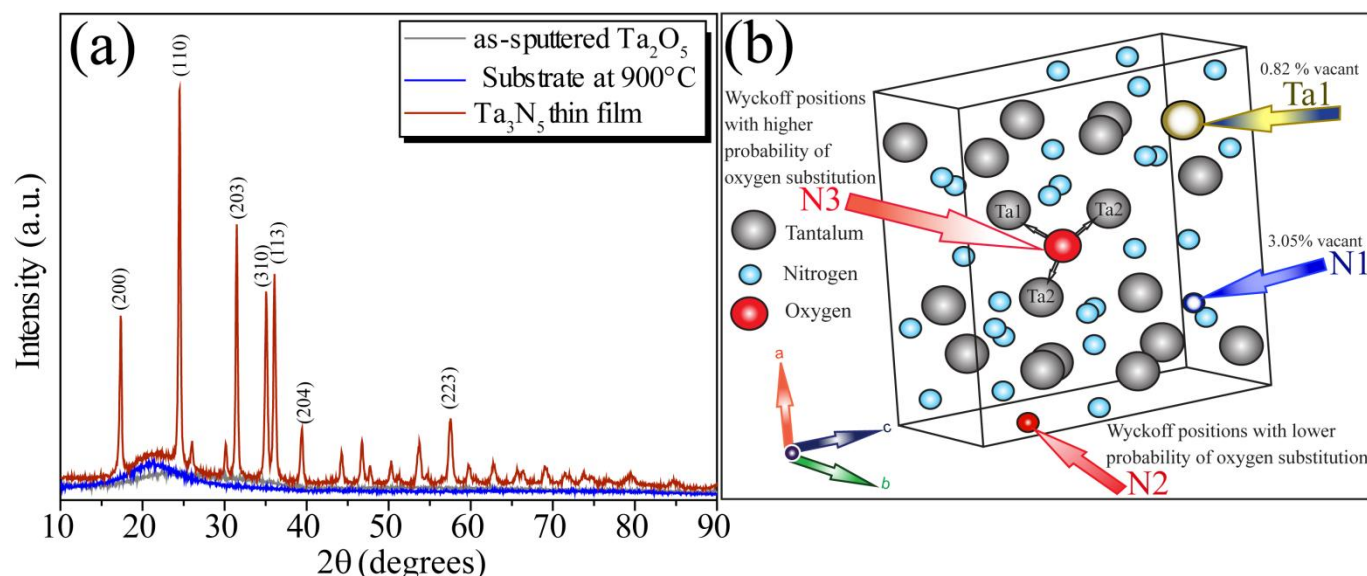 (a)
as-sputtered Ta₂O₅
Substrate at 900°C
Ta₃N₅ thin film
(200)
(110)
(203)
(310)
(113)
(204)
(223)
Intensity (a.u.)
10 20 30 40 50 60 70 80 90
2θ (degrees)
(b)
0.82 % vacant
Ta1
Wyckoff positions
with higher
probability of
oxygen substitution
N3
Ta1
Ta2
Ta2
Tantalum
Nitrogen
Oxygen
3.05% vacant
N1
a
c
b
Wyckoff positions with lower
probability of oxygen substitution
N2